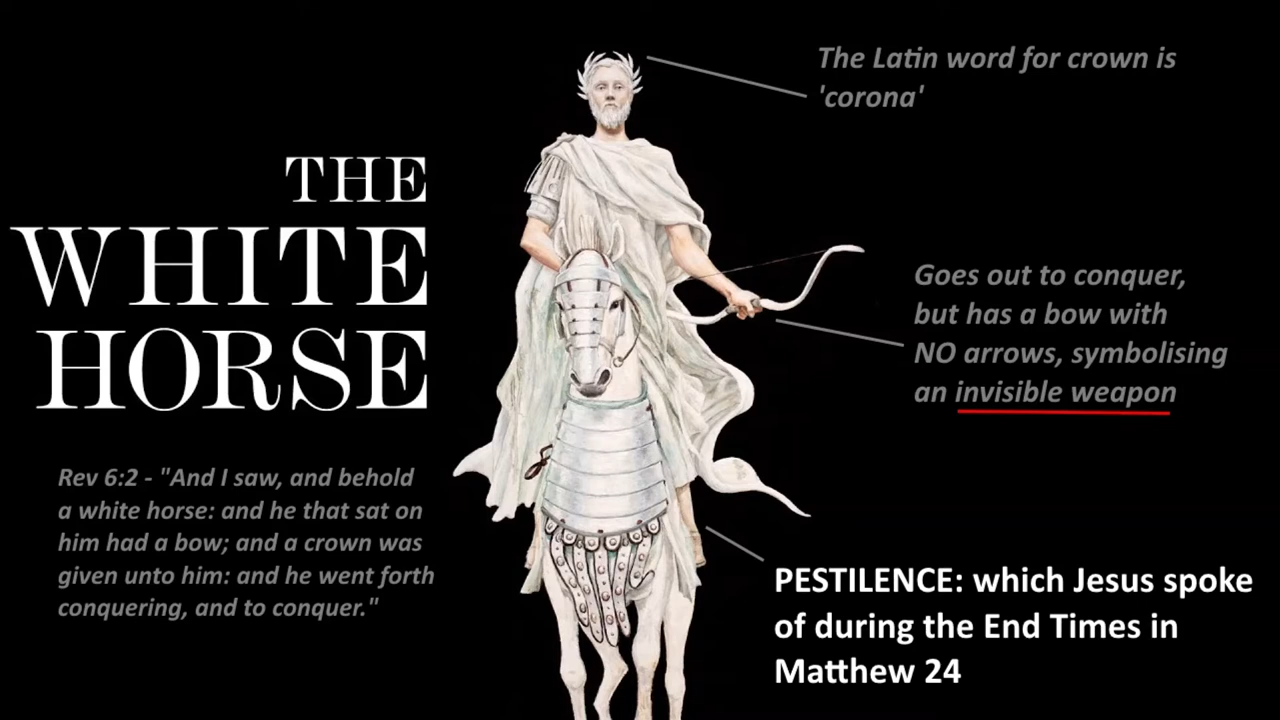 THE
WHITE
HORSE
Rev 6:2 - "And I saw, and behold
a white horse: and he that sat on
him had a bow; and a crown was
given unto him: and he went forth
conquering, and to conquer."
The Latin word for crown is
'corona'
Goes out to conquer,
but has a bow with
NO arrows, symbolising
an invisible weapon
PESTILENCE: which Jesus spoke
of during the End Times in
Matthew 24